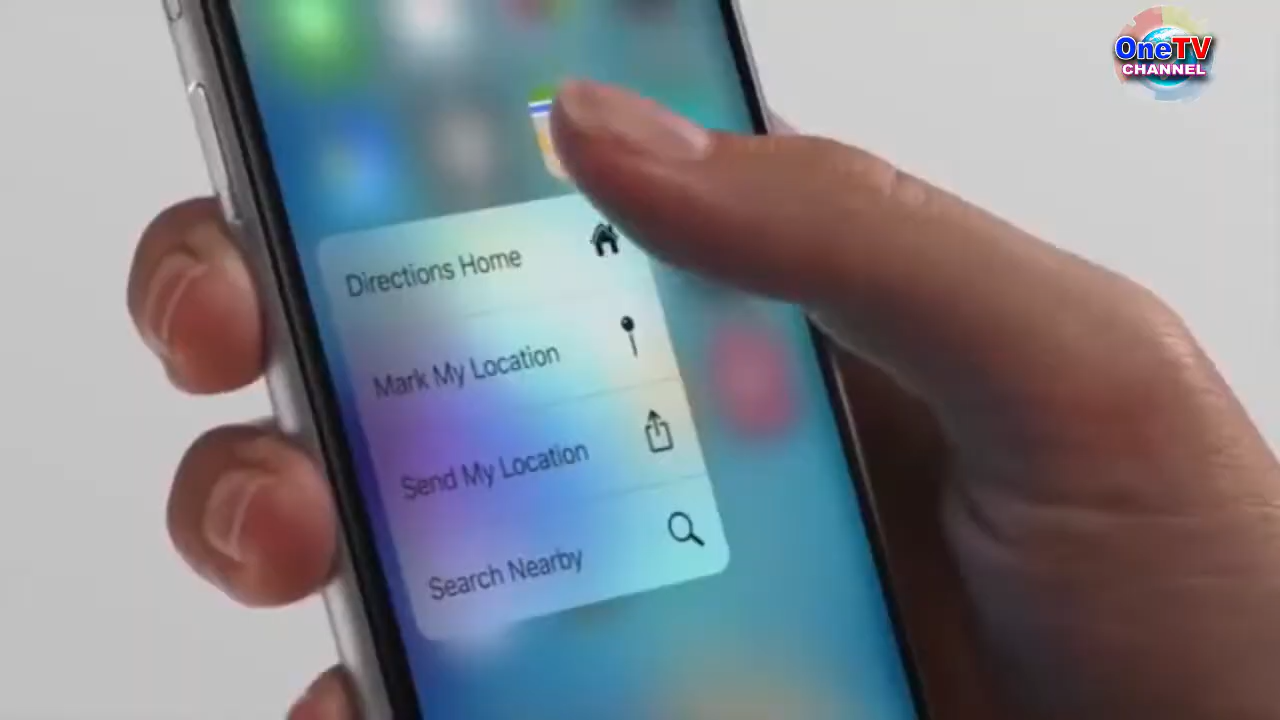 OneTV
CHANNEL
Directions Home
Mark My Location
Send My Location
Search Nearby